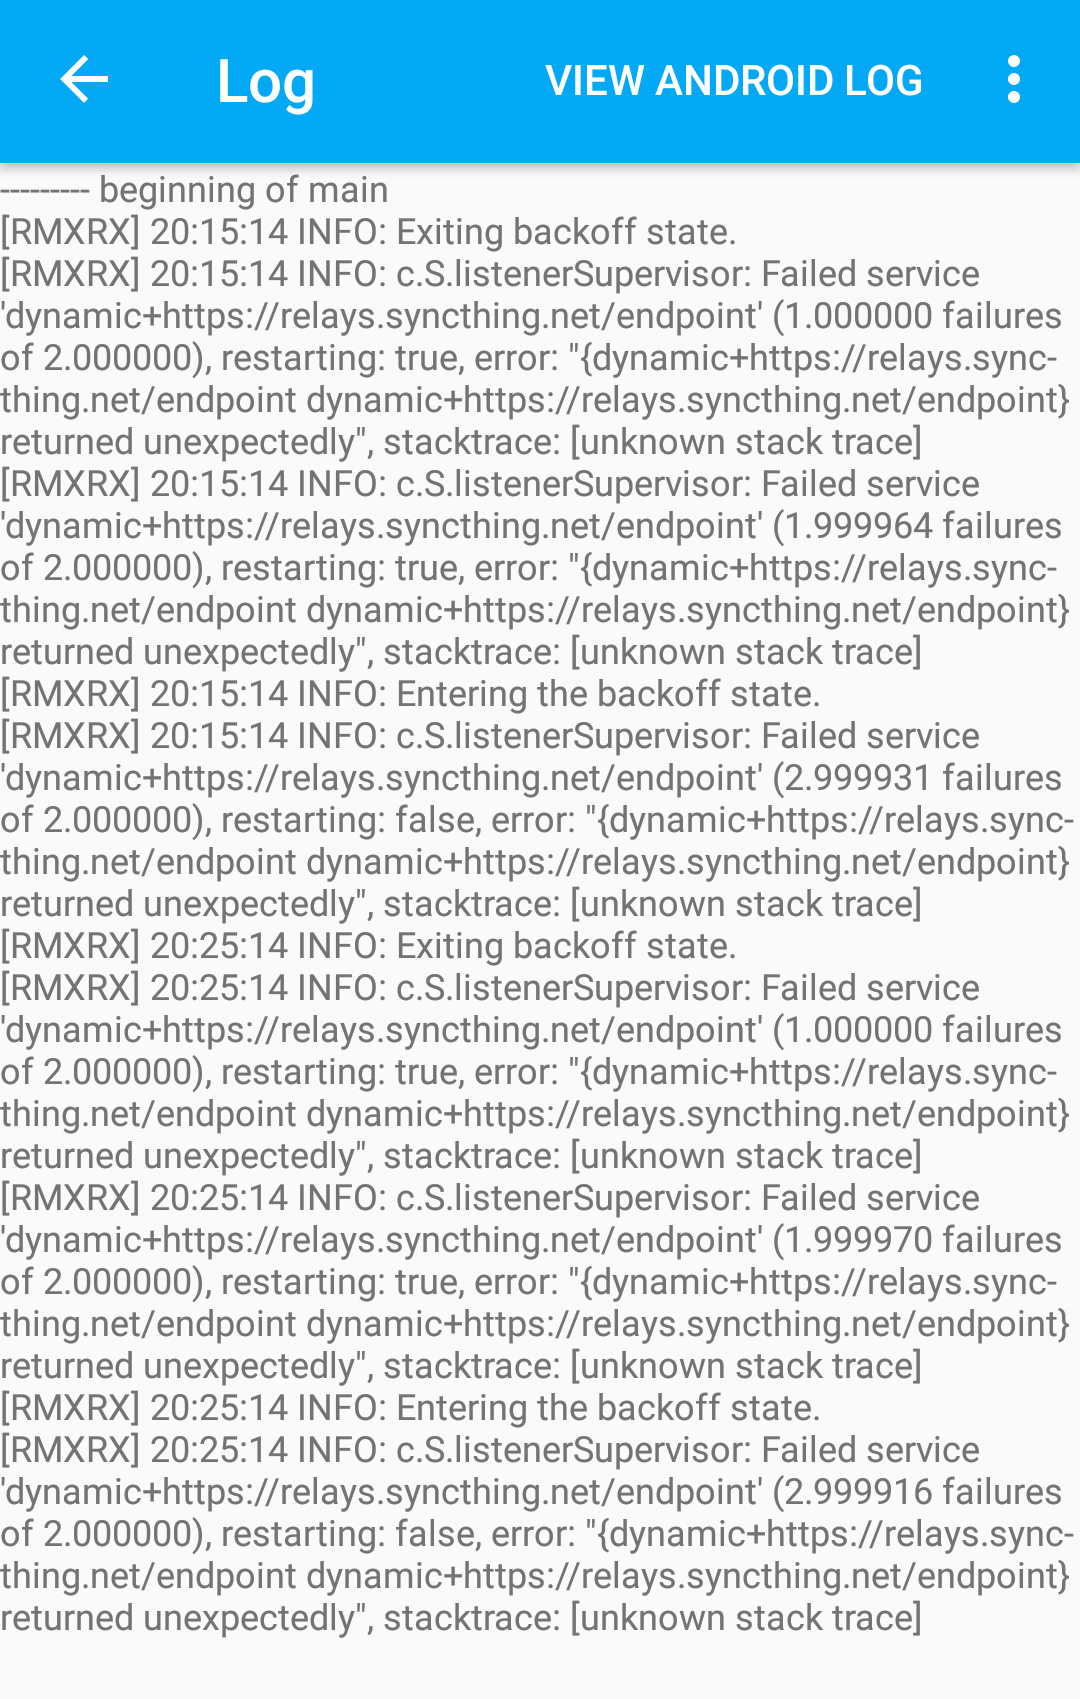 Log
VIEW ANDROID LOG
--------- beginning of main
[RMXRX] 20:15:14 INFO: Exiting backoff state.
[RMXRX] 20:15:14 INFO: c.S.listenerSupervisor: Failed service
'dynamic+https://relays.syncthing.net/endpoint' (1.000000 failures
of 2.000000), restarting: true, error: "{dynamic+https://relays.sync-
thing.net/endpoint dynamic+https://relays.syncthing.net/endpoint}
returned unexpectedly", stacktrace: [unknown stack trace]
[RMXRX] 20:15:14 INFO: c.S.listenerSupervisor: Failed service
'dynamic+https://relays.syncthing.net/endpoint' (1.999964 failures
of 2.000000), restarting: true, error: "{dynamic+https://relays.sync-
thing.net/endpoint dynamic+https://relays.syncthing.net/endpoint}
returned unexpectedly", stacktrace: [unknown stack trace]
[RMXRX] 20:15:14 INFO: Entering the backoff state.
[RMXRX] 20:15:14 INFO: c.S.listenerSupervisor: Failed service
'dynamic+https://relays.syncthing.net/endpoint' (2.999931 failures
of 2.000000), restarting: false, error: "{dynamic+https://relays.sync-
thing.net/endpoint dynamic+https://relays.syncthing.net/endpoint}
returned unexpectedly", stacktrace: [unknown stack trace]
[RMXRX] 20:25:14 INFO: Exiting backoff state.
[RMXRX] 20:25:14 INFO: c.S.listenerSupervisor: Failed service
'dynamic+https://relays.syncthing.net/endpoint' (1.000000 failures
of 2.000000), restarting: true, error: "{dynamic+https://relays.sync-
thing.net/endpoint dynamic+https://relays.syncthing.net/endpoint}
returned unexpectedly", stacktrace: [unknown stack trace]
[RMXRX] 20:25:14 INFO: c.S.listenerSupervisor: Failed service
'dynamic+https://relays.syncthing.net/endpoint' (1.999970 failures
of 2.000000), restarting: true, error: "{dynamic+https://relays.sync-
thing.net/endpoint dynamic+https://relays.syncthing.net/endpoint}
returned unexpectedly", stacktrace: [unknown stack trace]
[RMXRX] 20:25:14 INFO: Entering the backoff state.
[RMXRX] 20:25:14 INFO: c.S.listenerSupervisor: Failed service
'dynamic+https://relays.syncthing.net/endpoint' (2.999916 failures
of 2.000000), restarting: false, error: "{dynamic+https://relays.sync-
thing.net/endpoint dynamic+https://relays.syncthing.net/endpoint}
returned unexpectedly", stacktrace: [unknown stack trace]